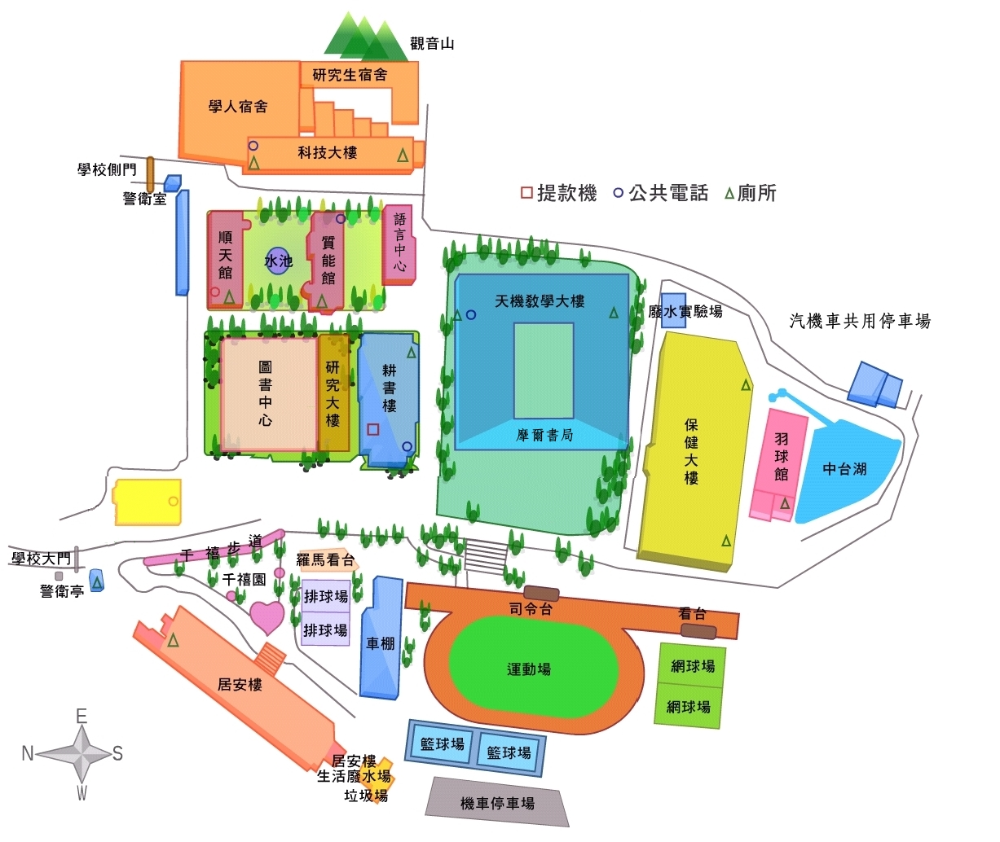 觀音山
研究生宿舍
學人宿舍
科技大樓
學校側門
警衛室
提款機
公共電話
廁所
順天館
水池
質能館
語言中心
天機教學大樓
廢水實驗場
汽機車共用停車場
圖書中心
研究大樓
耕書樓
摩爾書局
保健大樓
羽球館
中台湖
學校大門
警衛亭
千禧步道
千禧園
羅馬看台
排球場
排球場
車棚
司令台
看台
運動場
網球場
網球場
居安樓
籃球場
籃球場
居安樓
生活廢水場
垃圾場
機車停車場
E
N
S
W